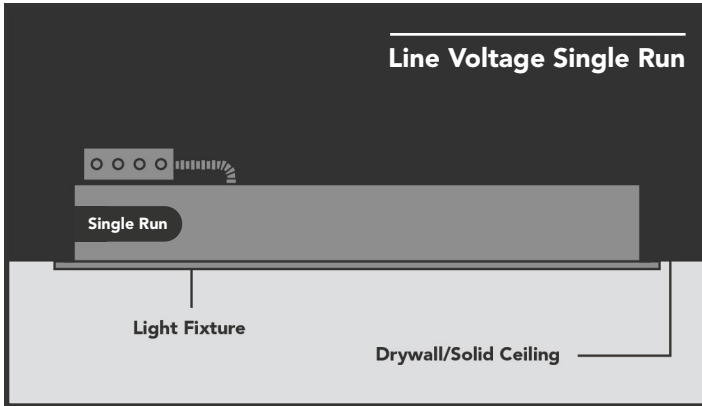 Line Voltage Single Run
Single Run
Light Fixture
Drywall/Solid Ceiling